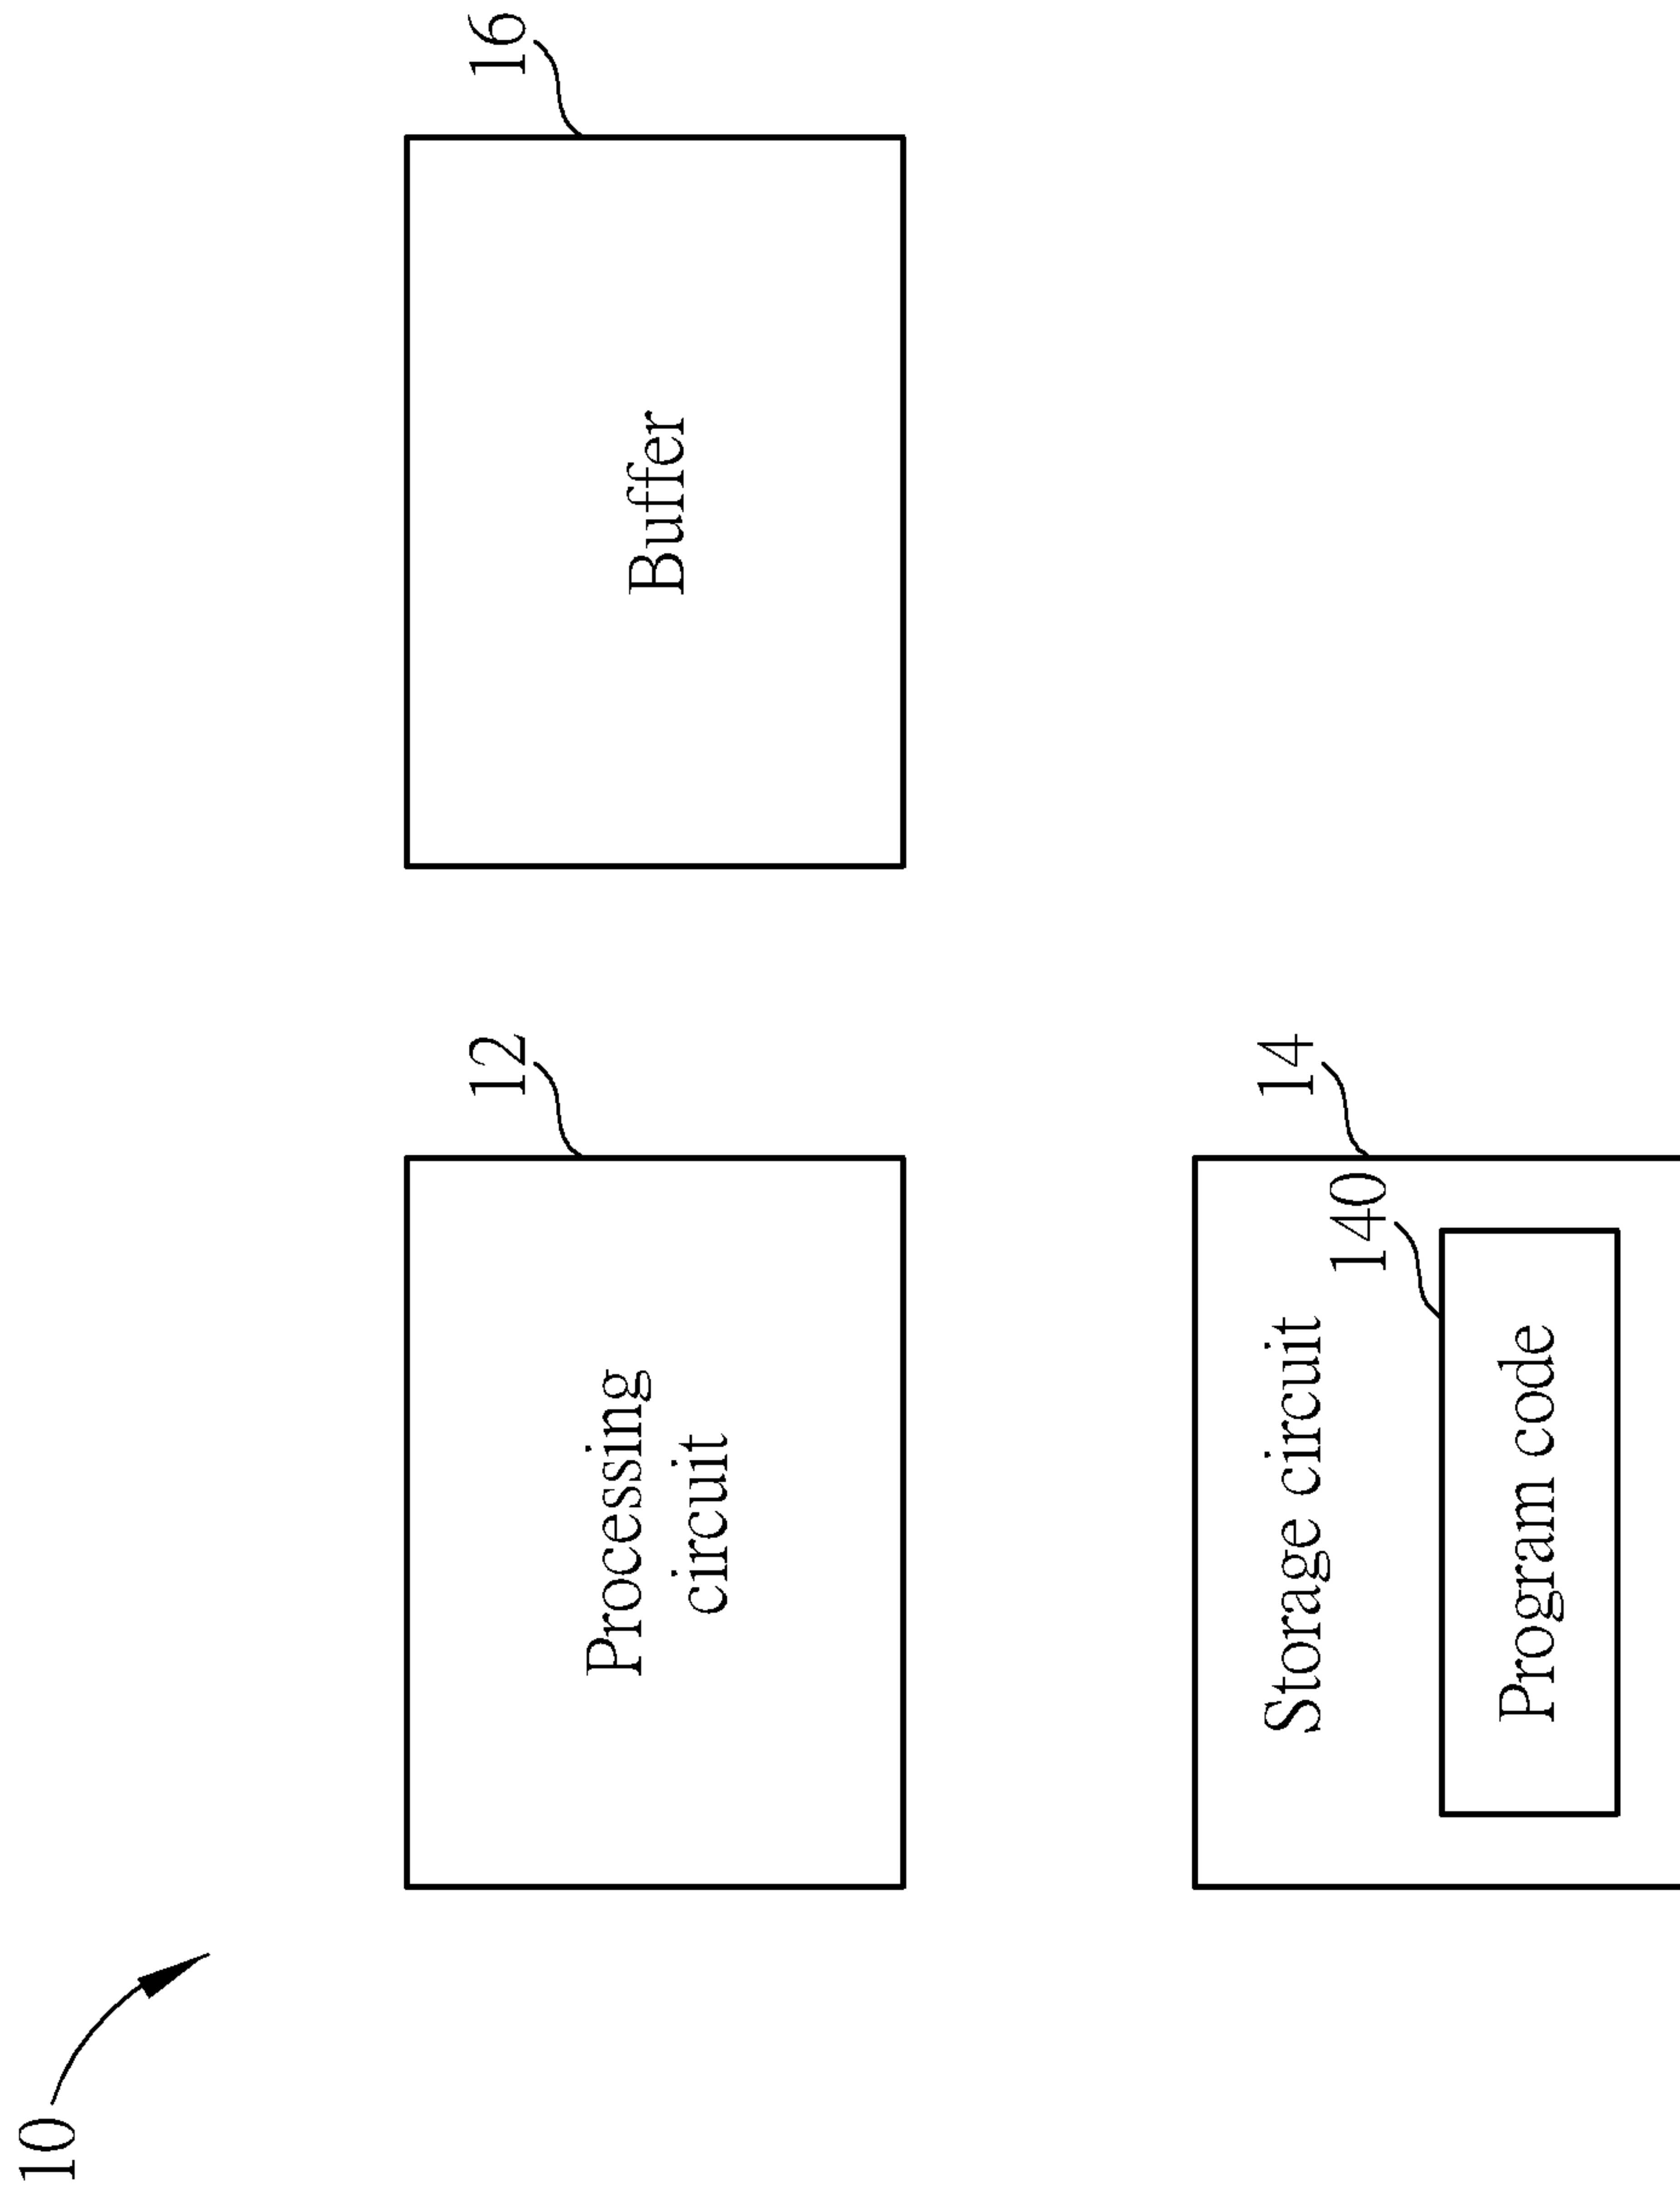 10
12
Processing
circuit
16
Buffer
14
Storage circuit
140
Program code